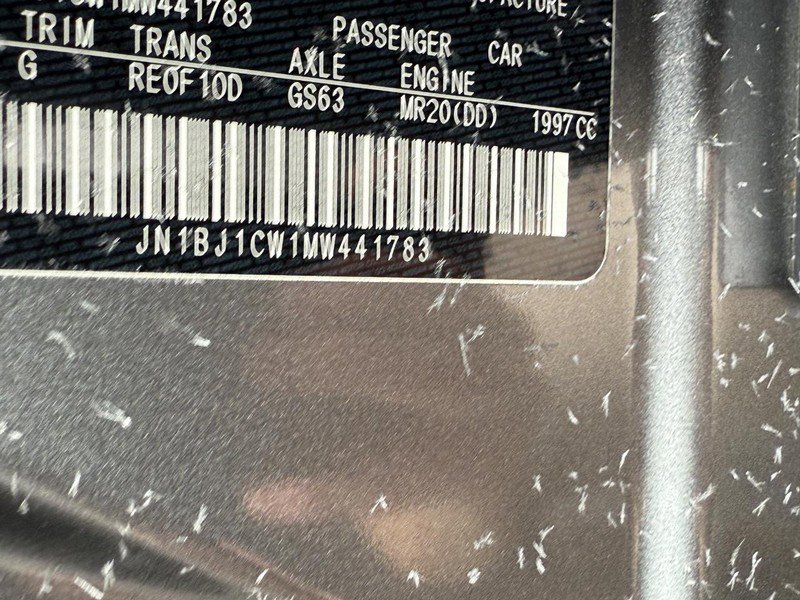 MW441783
TRIM TRANS AXLE PASSENGER CAR
G REOF10D GS63 ENGINE
MR20(DD) 1997CC
JN1BJ1CW1MW441783